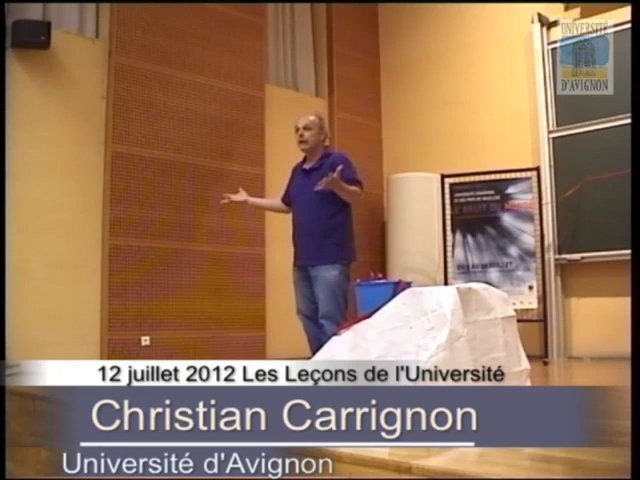 UNIVERSITÉ
D'AVIGNON
12 juillet 2012 Les Leçons de l'Université
Christian Carrignon
Université d'Avignon